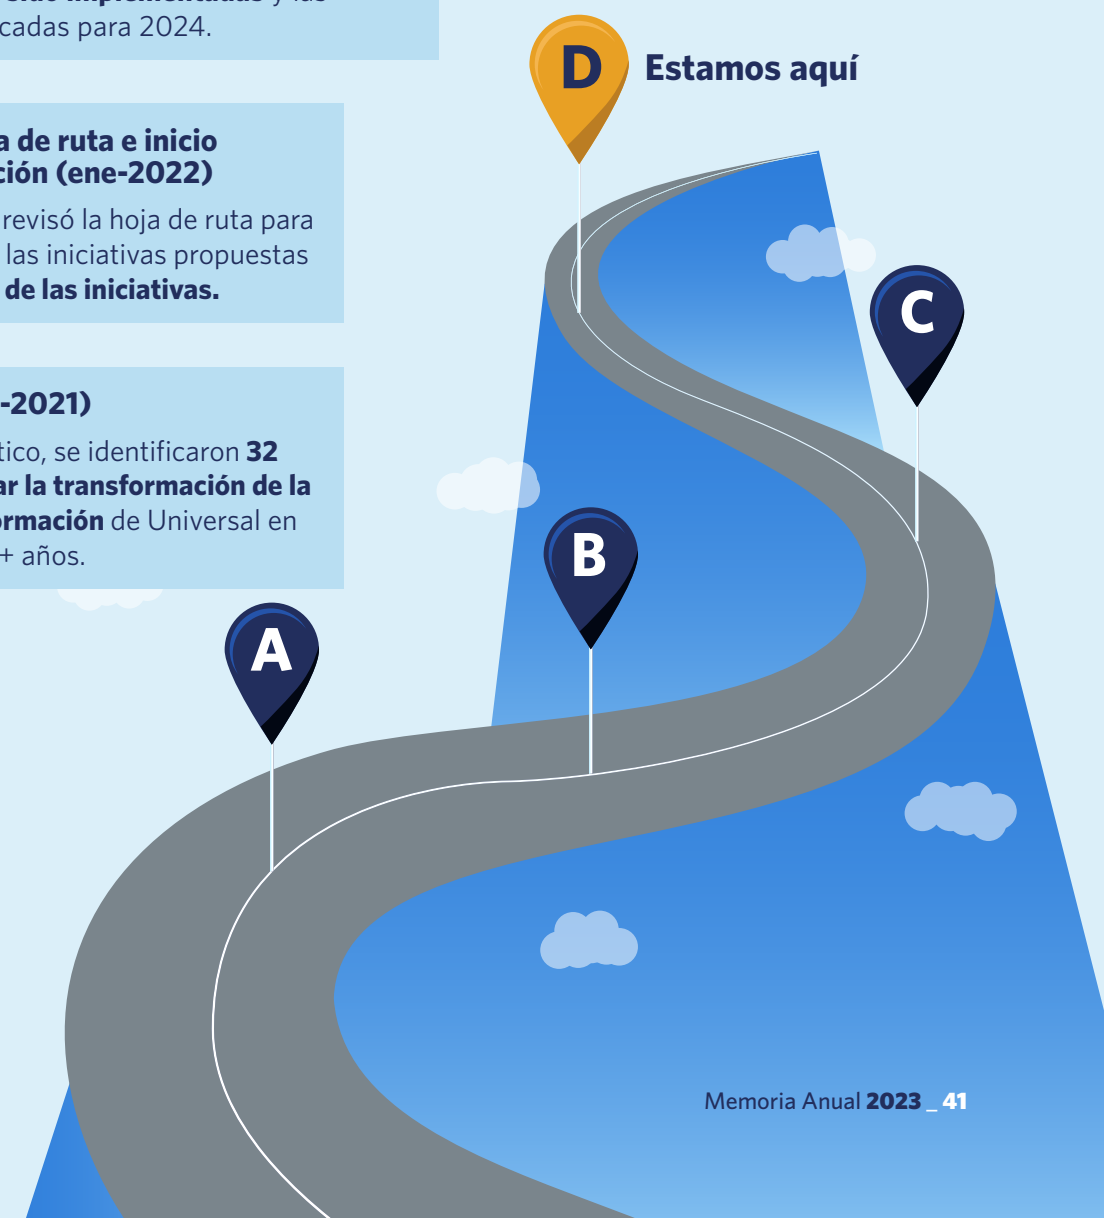 cadas para 2024.
D
Estamos aquí
a de ruta e inicio
ción (ene-2022)
revisó la hoja de ruta para
las iniciativas propuestas
de las iniciativas.
C
-2021)
tico, se identificaron 32
ar la transformación de la
ormación de Universal en
+ años.
B
A
Memoria Anual 2023 _ 41